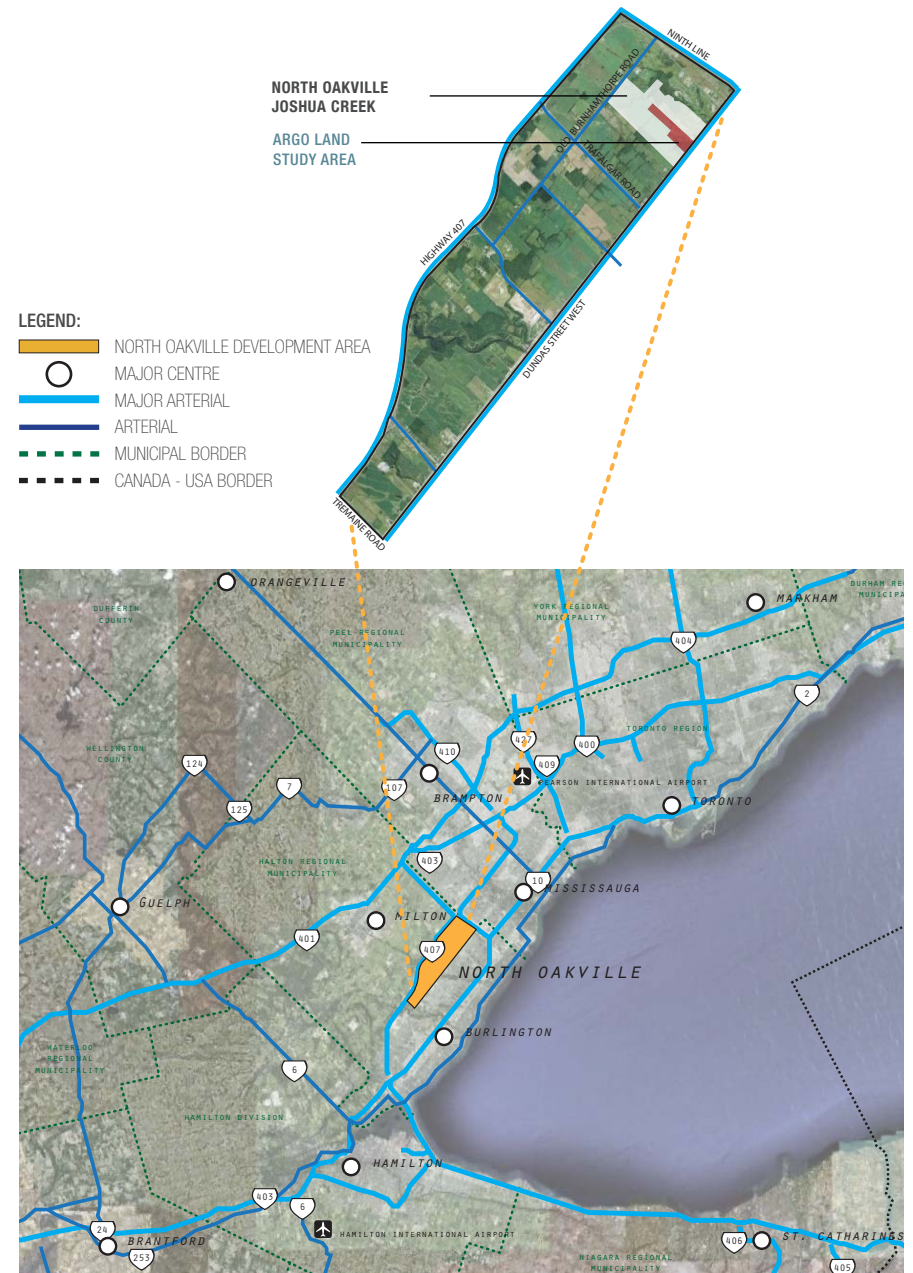 NINTH LINE
OLD BURNHAMTHORPE ROAD
NORTH OAKVILLE
JOSHUA CREEK
ARGO LAND
STUDY AREA
TRAFALGAR ROAD
HIGHWAY 407
DUNDAS STREET WEST
TREMAINE ROAD
LEGEND:
NORTH OAKVILLE DEVELOPMENT AREA
MAJOR CENTRE
MAJOR ARTERIAL
ARTERIAL
MUNICIPAL BORDER
CANADA - USA BORDER
ORANGEVILLE
DUFFERIN
COUNTY
PEEL REGIONAL
MUNICIPALITY
YORK REGIONAL
MUNICIPALITY
MARKHAM
DURHAM REG
MUNICIPA
404
2
TORONTO REGION
WELLINGTON
COUNTY
427
400
410
409
124
7
107
125
BRAMPTON
PEARSON INTERNATIONAL AIRPORT
TORONTO
HALTON REGIONAL
MUNICIPALITY
403
10
MISSISSAUGA
GUELPH
MILTON
401
407
NORTH OAKVILLE
BURLINGTON
WATERLOO
REGIONAL
MUNICIPALITY
6
HAMILTON DIVISION
HAMILTON
403
6
24
BRANTFORD
253
HAMILTON INTERNATIONAL AIRPORT
406
ST. CATHARINGS
NIAGARA REGIONAL
MUNICIPALITY
405